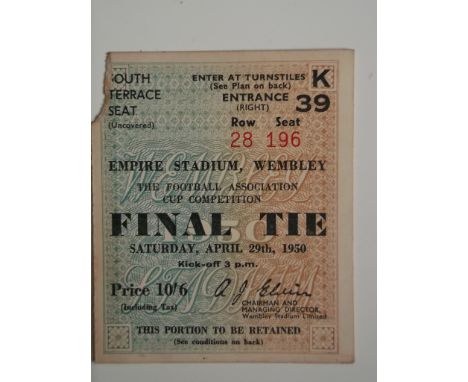 SOUTH
TERRACE
SEAT
(Uncovered)
ENTER AT TURNSTILES
(See Plan on back)
K
ENTRANCE
(RIGHT)
39
Row Seat
28 196
EMPIRE STADIUM, WEMBLEY
THE FOOTBALL ASSOCIATION
CUP COMPETITION
FINAL TIE
SATURDAY, APRIL 29th, 1950
Kick-off 3 p.m.
Price 10/6
(Including Tax)
A J Elvin
CHAIRMAN AND
MANAGING DIRECTOR,
Wembley Stadium Limited
THIS PORTION TO BE RETAINED
(See conditions on back)